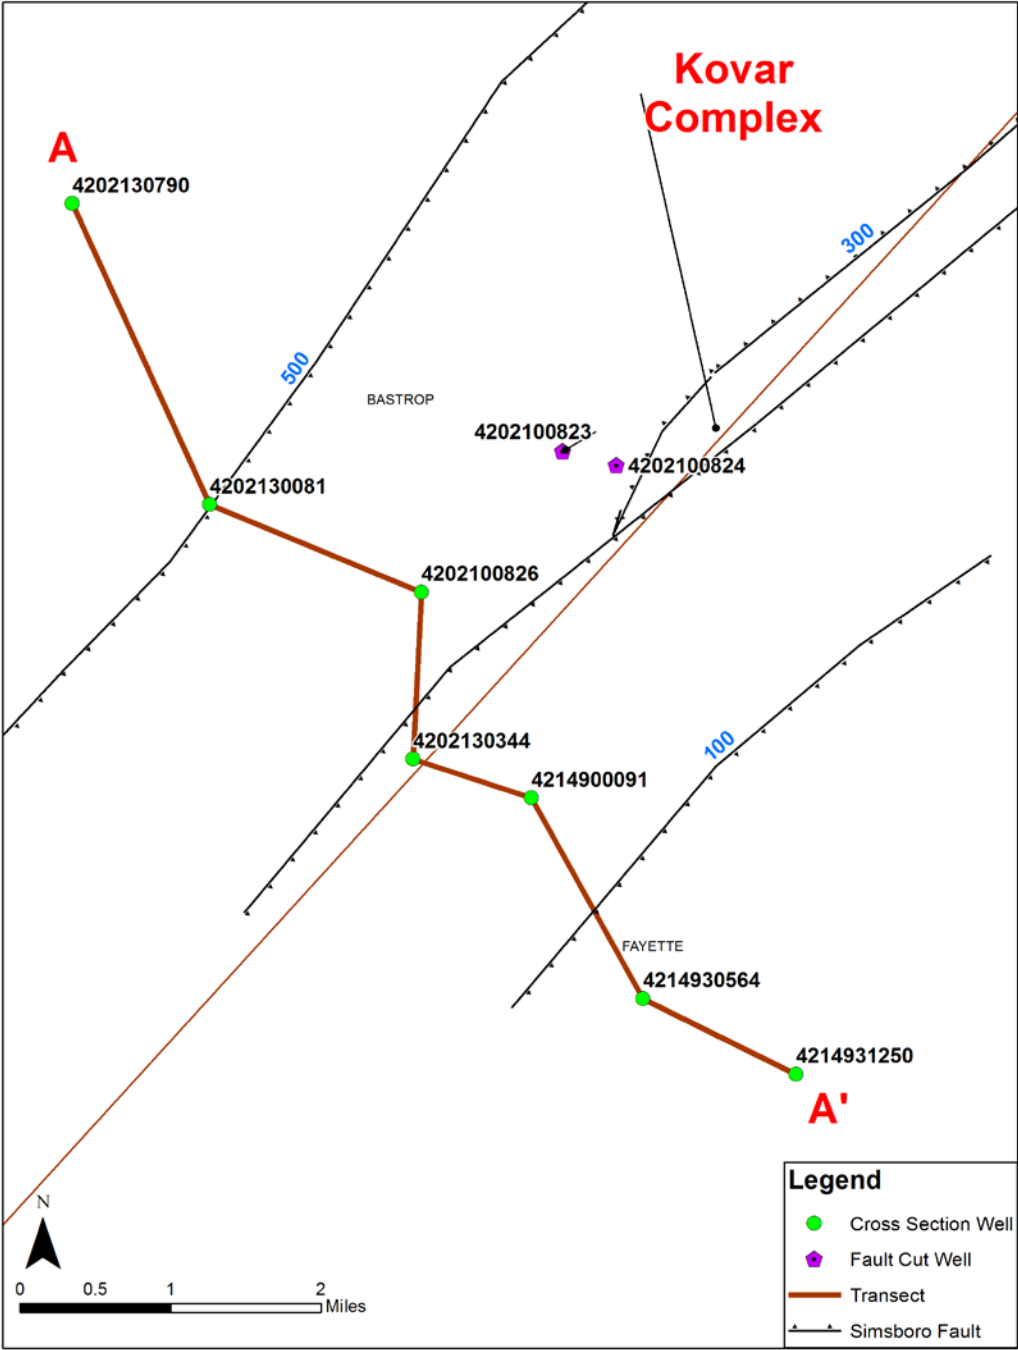 Kovar
Complex
A
4202130790
300
500
BASTROP
4202100823
4202100824
4202130081
4202100826
4202130344
100
4214900091
FAYETTE
4214930564
4214931250
A'
Legend
Cross Section Well
Fault Cut Well
Transect
Simsboro Fault
N
0 0.5 1 2
Miles